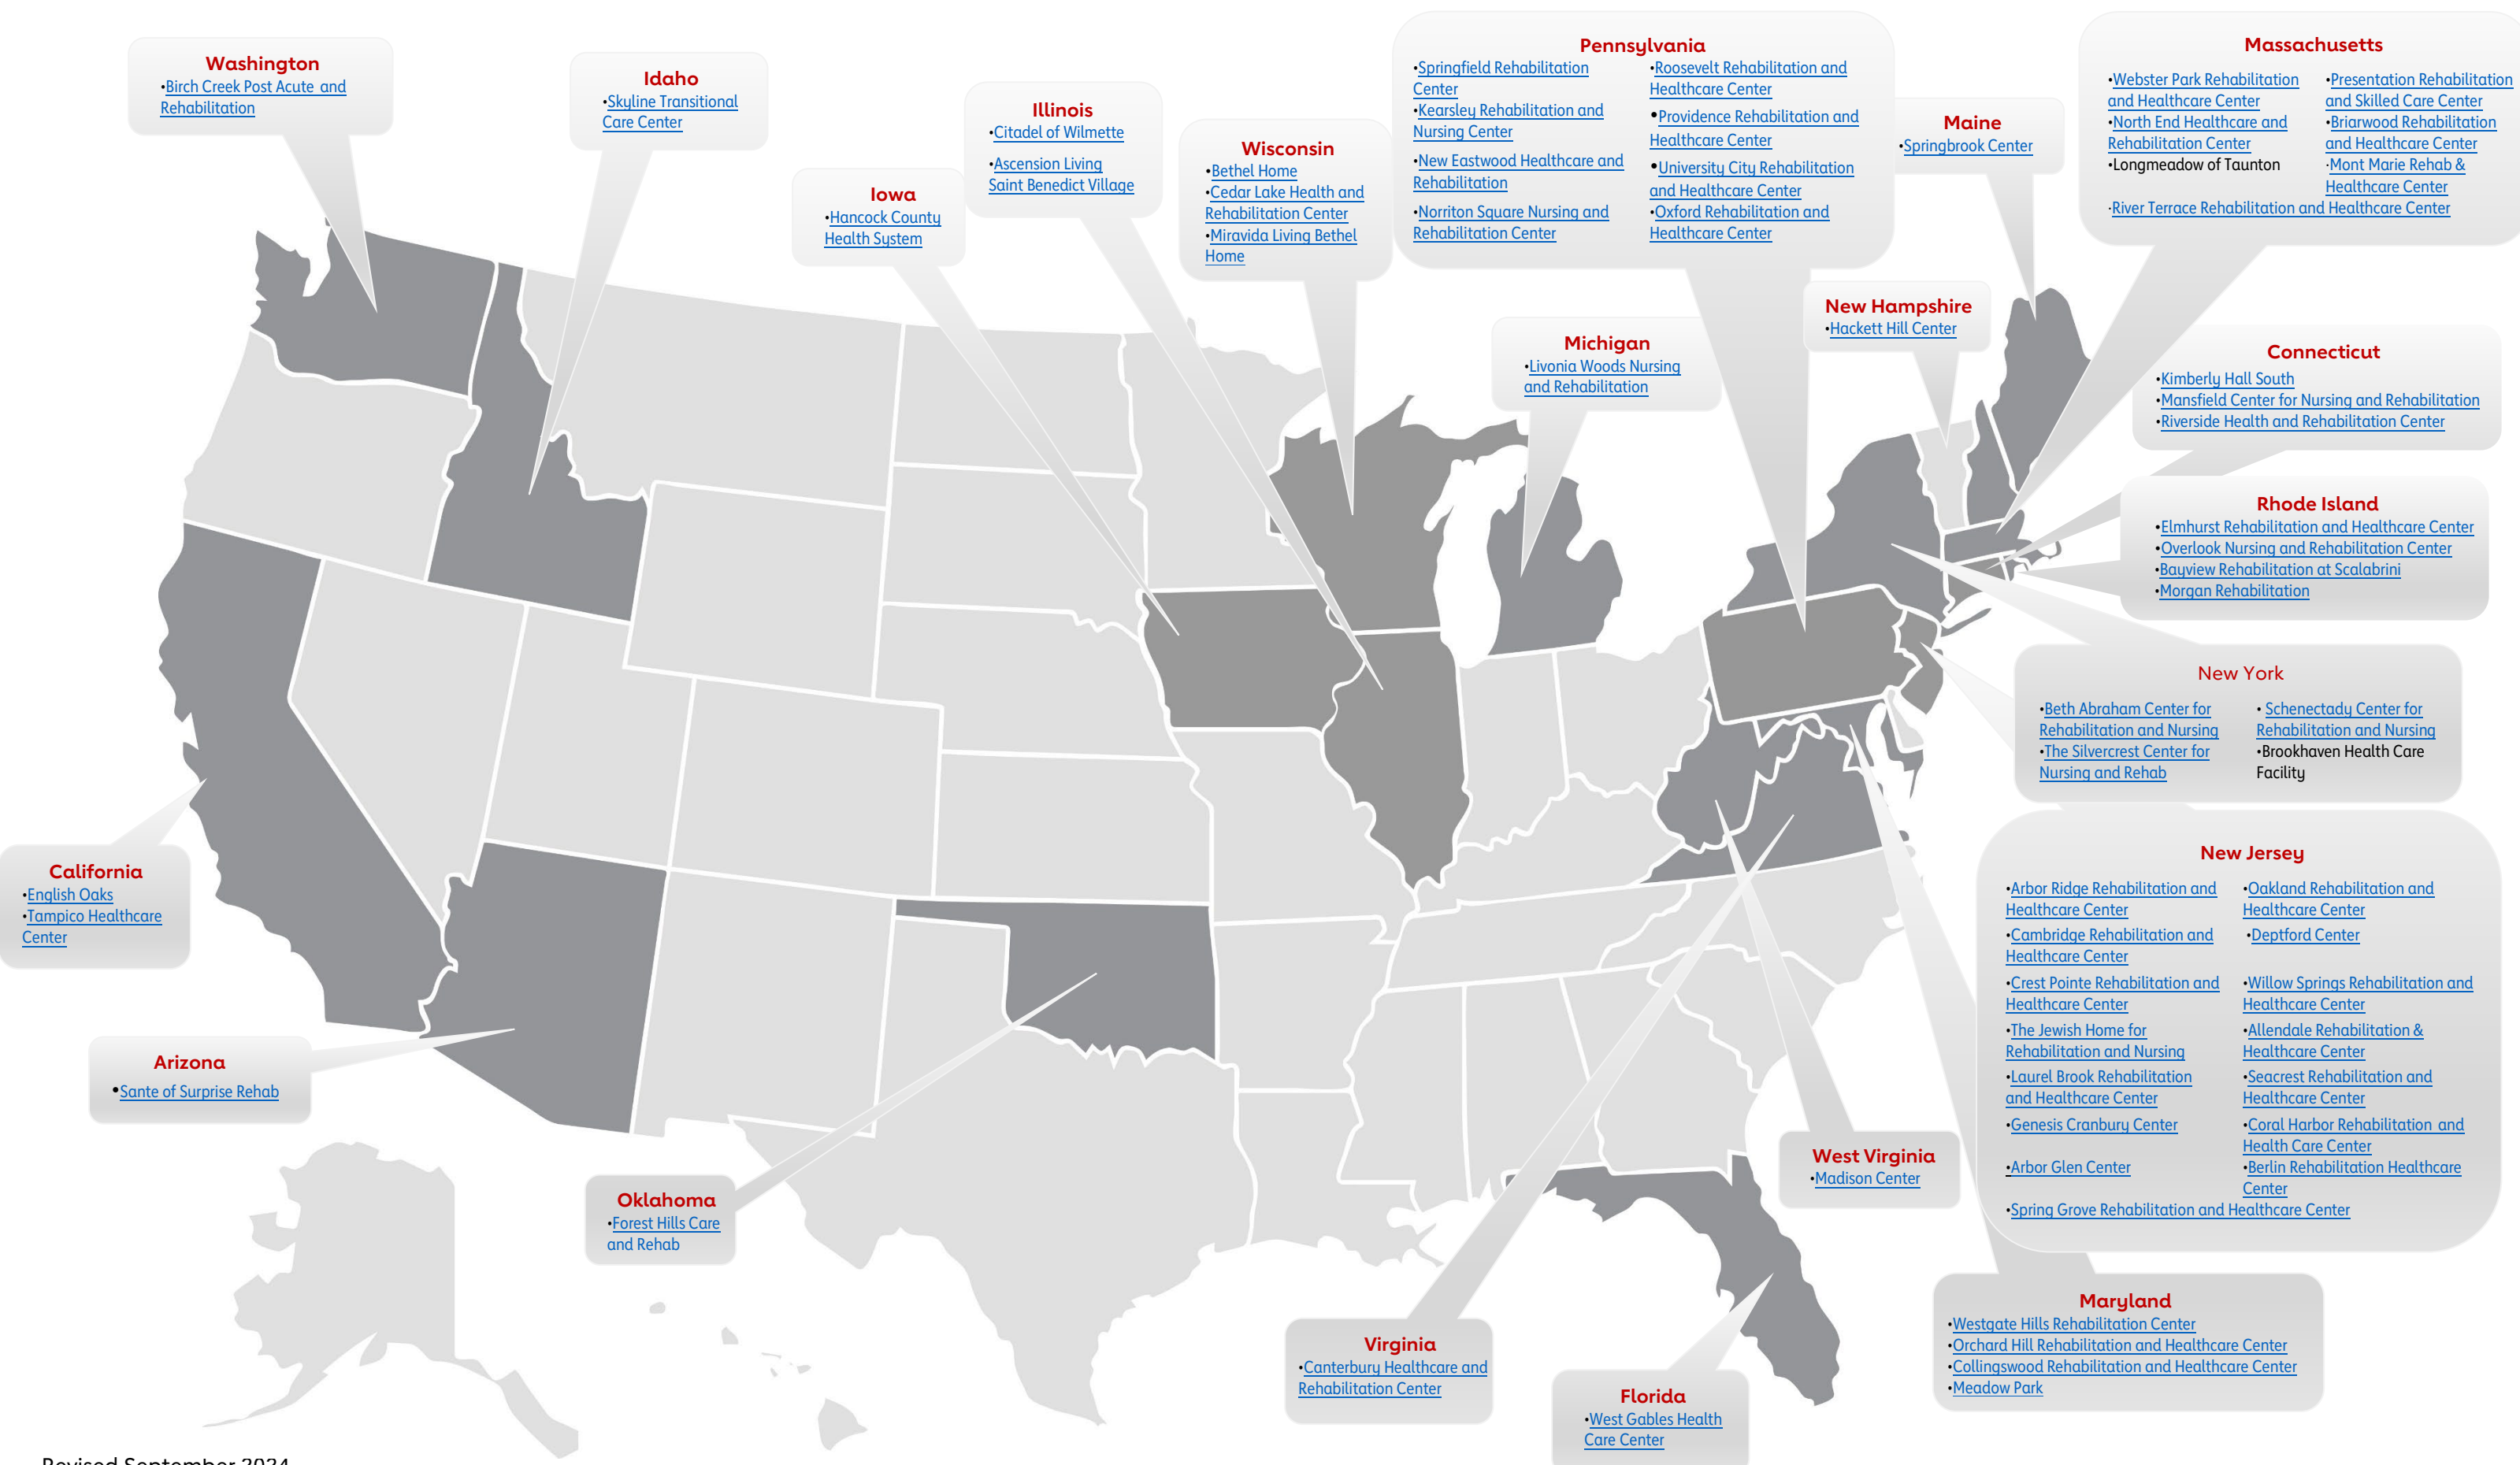 Washington
•Birch Creek Post Acute and
Rehabilitation
Idaho
•Skyline Transitional
Care Center
Iowa
•Hancock County
Health System
Illinois
•Citadel of Wilmette
•Ascension Living
Saint Benedict Village
Wisconsin
•Bethel Home
•Cedar Lake Health and
Rehabilitation Center
•Miravida Living Bethel
Home
Pennsylvania
•Springfield Rehabilitation
Center
•Kearsley Rehabilitation and
Nursing Center
•New Eastwood Healthcare and
Rehabilitation
•Norriton Square Nursing and
Rehabilitation Center
•Roosevelt Rehabilitation and
Healthcare Center
•Providence Rehabilitation and
Healthcare Center
•University City Rehabilitation
and Healthcare Center
•Oxford Rehabilitation and
Healthcare Center
Michigan
•Livonia Woods Nursing
and Rehabilitation
New Hampshire
•Hackett Hill Center
Maine
•Springbrook Center
Massachusetts
•Webster Park Rehabilitation
and Healthcare Center
•North End Healthcare and
Rehabilitation Center
•Longmeadow of Taunton
•Presentation Rehabilitation
and Skilled Care Center
•Briarwood Rehabilitation
and Healthcare Center
·Mont Marie Rehab &
Healthcare Center
·River Terrace Rehabilitation and Healthcare Center
Connecticut
•Kimberly Hall South
•Mansfield Center for Nursing and Rehabilitation
•Riverside Health and Rehabilitation Center
Rhode Island
•Elmhurst Rehabilitation and Healthcare Center
•Overlook Nursing and Rehabilitation Center
•Bayview Rehabilitation at Scalabrini
•Morgan Rehabilitation
New York
•Beth Abraham Center for
Rehabilitation and Nursing
•The Silvercrest Center for
Nursing and Rehab
• Schenectady Center for
Rehabilitation and Nursing
•Brookhaven Health Care
Facility
New Jersey
•Arbor Ridge Rehabilitation and
Healthcare Center
•Cambridge Rehabilitation and
Healthcare Center
•Crest Pointe Rehabilitation and
Healthcare Center
•The Jewish Home for
Rehabilitation and Nursing
•Laurel Brook Rehabilitation
and Healthcare Center
•Genesis Cranbury Center
•Arbor Glen Center
•Oakland Rehabilitation and
Healthcare Center
•Deptford Center
•Willow Springs Rehabilitation and
Healthcare Center
•Allendale Rehabilitation &
Healthcare Center
•Seacrest Rehabilitation and
Healthcare Center
•Coral Harbor Rehabilitation and
Health Care Center
•Berlin Rehabilitation Healthcare
Center
•Spring Grove Rehabilitation and Healthcare Center
California
•English Oaks
•Tampico Healthcare
Center
Arizona
•Sante of Surprise Rehab
Oklahoma
•Forest Hills Care
and Rehab
West Virginia
•Madison Center
Virginia
•Canterbury Healthcare and
Rehabilitation Center
Florida
•West Gables Health
Care Center
Maryland
•Westgate Hills Rehabilitation Center
•Orchard Hill Rehabilitation and Healthcare Center
•Collingswood Rehabilitation and Healthcare Center
•Meadow Park
Revised September 2024